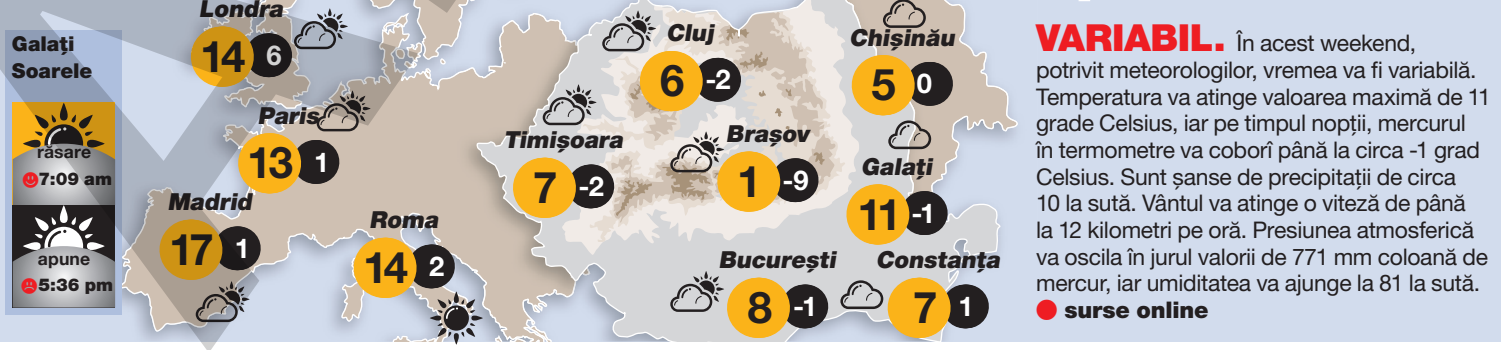 Galați
Soarele
răsare
7:09 am
apune
5:36 pm
Londra
14 6
Paris
13 1
Madrid
17 1
Roma
14 2
Timișoara
7 -2
Cluj
6 -2
Brașov
1 -9
București
8 -1
Chișinău
5 0
Galați
11 -1
Constanța
7 1
VARIABIL. În acest weekend,
potrivit meteorologilor, vremea va fi variabilă.
Temperatura va atinge valoarea maximă de 11
grade Celsius, iar pe timpul nopții, mercurul
în termometre va coborî până la circa -1 grad
Celsius. Sunt șanse de precipitații de circa
10 la sută. Vântul va atinge o viteză de până
la 12 kilometri pe oră. Presiunea atmosferică
va oscila în jurul valorii de 771 mm coloană de
mercur, iar umiditatea va ajunge la 81 la sută.
surse online